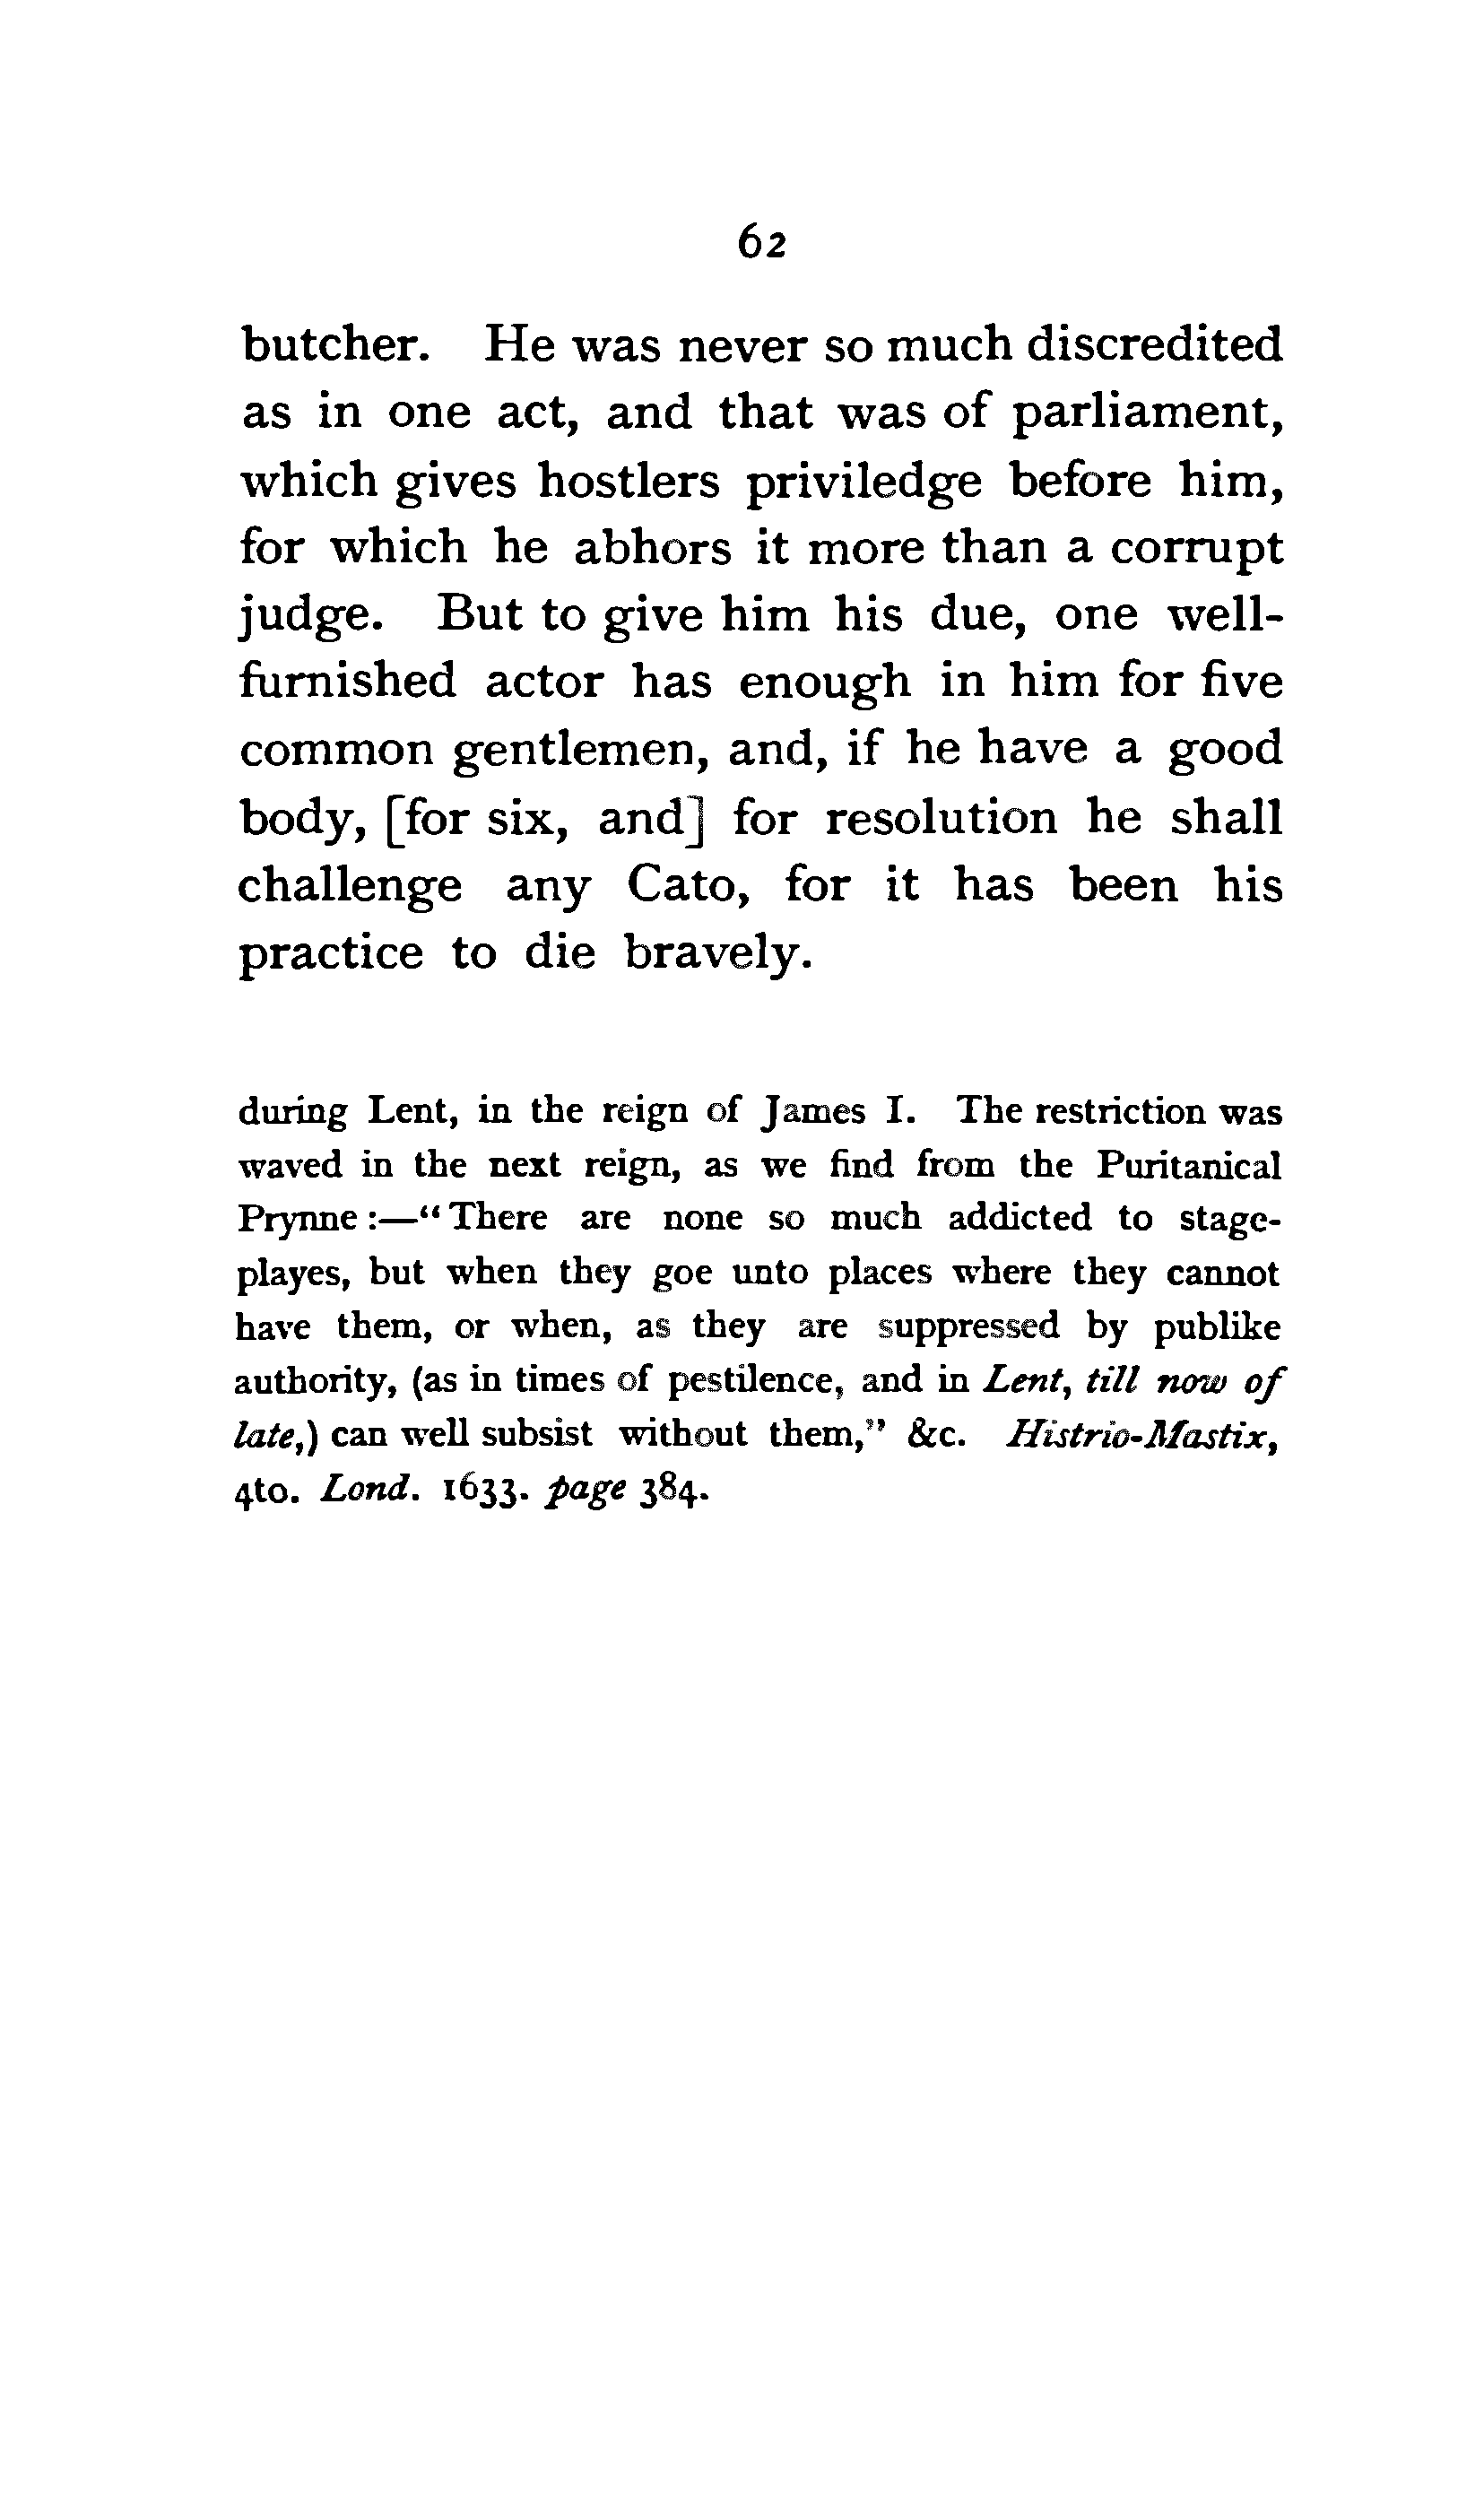 62
butcher. He was never so much discredited
as in one act, and that was of parliament,
which gives hostlers priviledge before him,
for which he abhors it more than a corrupt
judge. But to give him his due, one well-
furnished actor has enough in him for five
common gentlemen, and, if he have a good
body, [for six, and] for resolution he shall
challenge any Cato, for it has been his
practice to die bravely.
during Lent, in the reign of James I. The restriction was
waved in the next reign, as we find from the Puritanical
Prynne:—“There are none so much addicted to stage-
playes, but when they goe unto places where they cannot
have them, or when, as they are suppressed by publike
authority, (as in times of pestilence, and in Lent, till now of
late,) can well subsist without them,” &c. Histrio-Mastix,
4to. Lond. 1633. page 384.